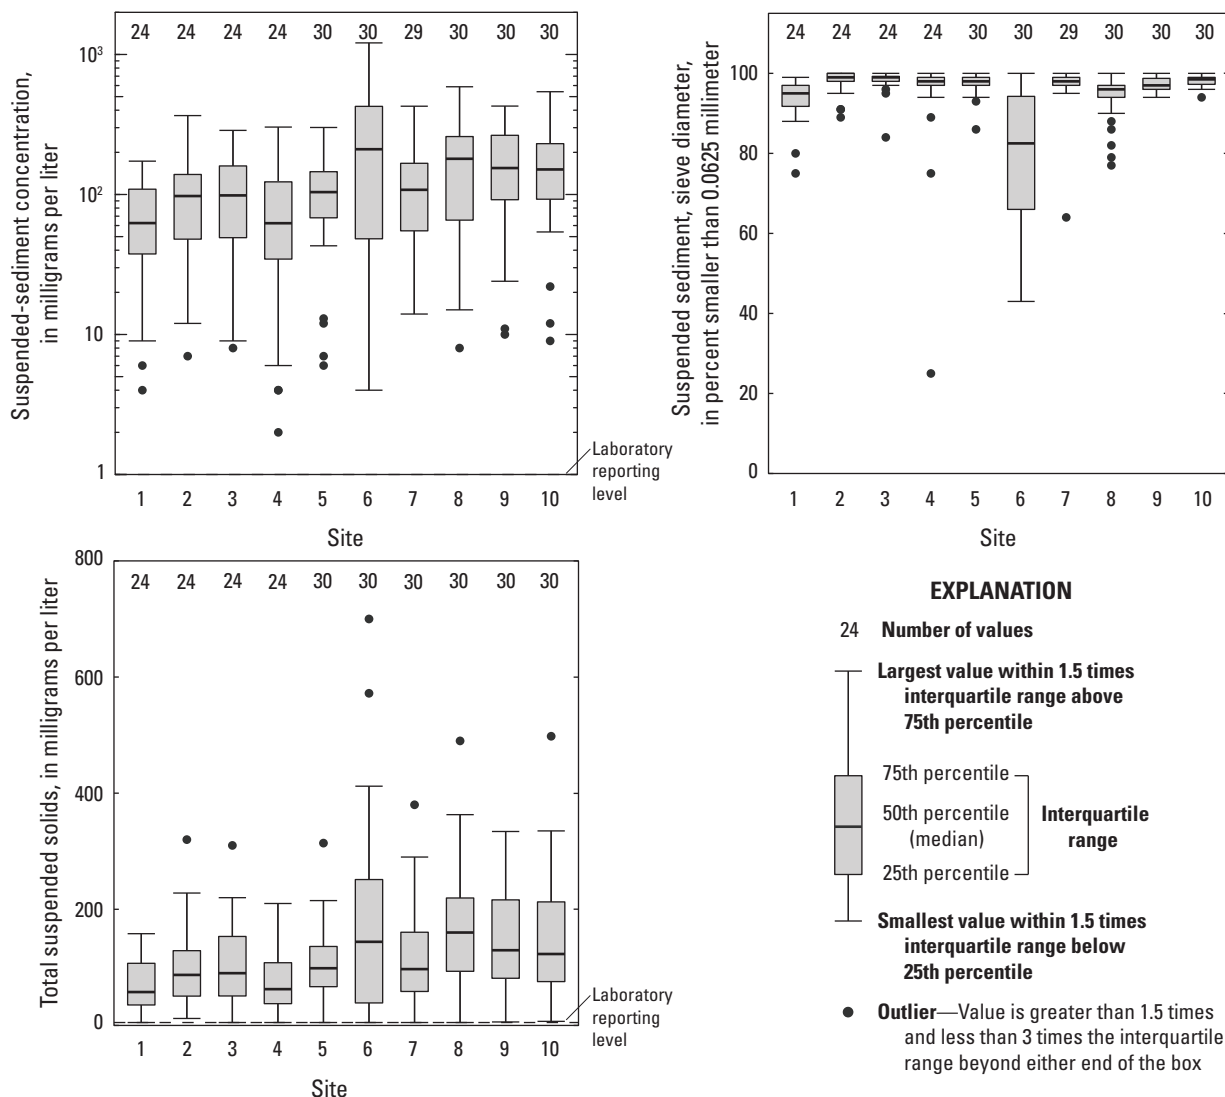 Suspended-sediment concentration,
in milligrams per liter
24 24 24 24 30 30 29 30 30 30
10³
10²
10
1
Laboratory
reporting
level
1 2 3 4 5 6 7 8 9 10
Site
Suspended sediment, sieve diameter,
in percent smaller than 0.0625 millimeter
24 24 24 24 30 30 29 30 30 30
100
80
60
40
20
0
1 2 3 4 5 6 7 8 9 10
Site
Total suspended solids, in milligrams per liter
800
24 24 24 24 30 30 30 30 30 30
600
400
200
0
Laboratory
reporting
level
1 2 3 4 5 6 7 8 9 10
Site
EXPLANATION
24 Number of values
Largest value within 1.5 times
interquartile range above
75th percentile
75th percentile
50th percentile
(median)
25th percentile
Interquartile
range
Smallest value within 1.5 times
interquartile range below
25th percentile
Outlier—Value is greater than 1.5 times
and less than 3 times the interquartile
range beyond either end of the box